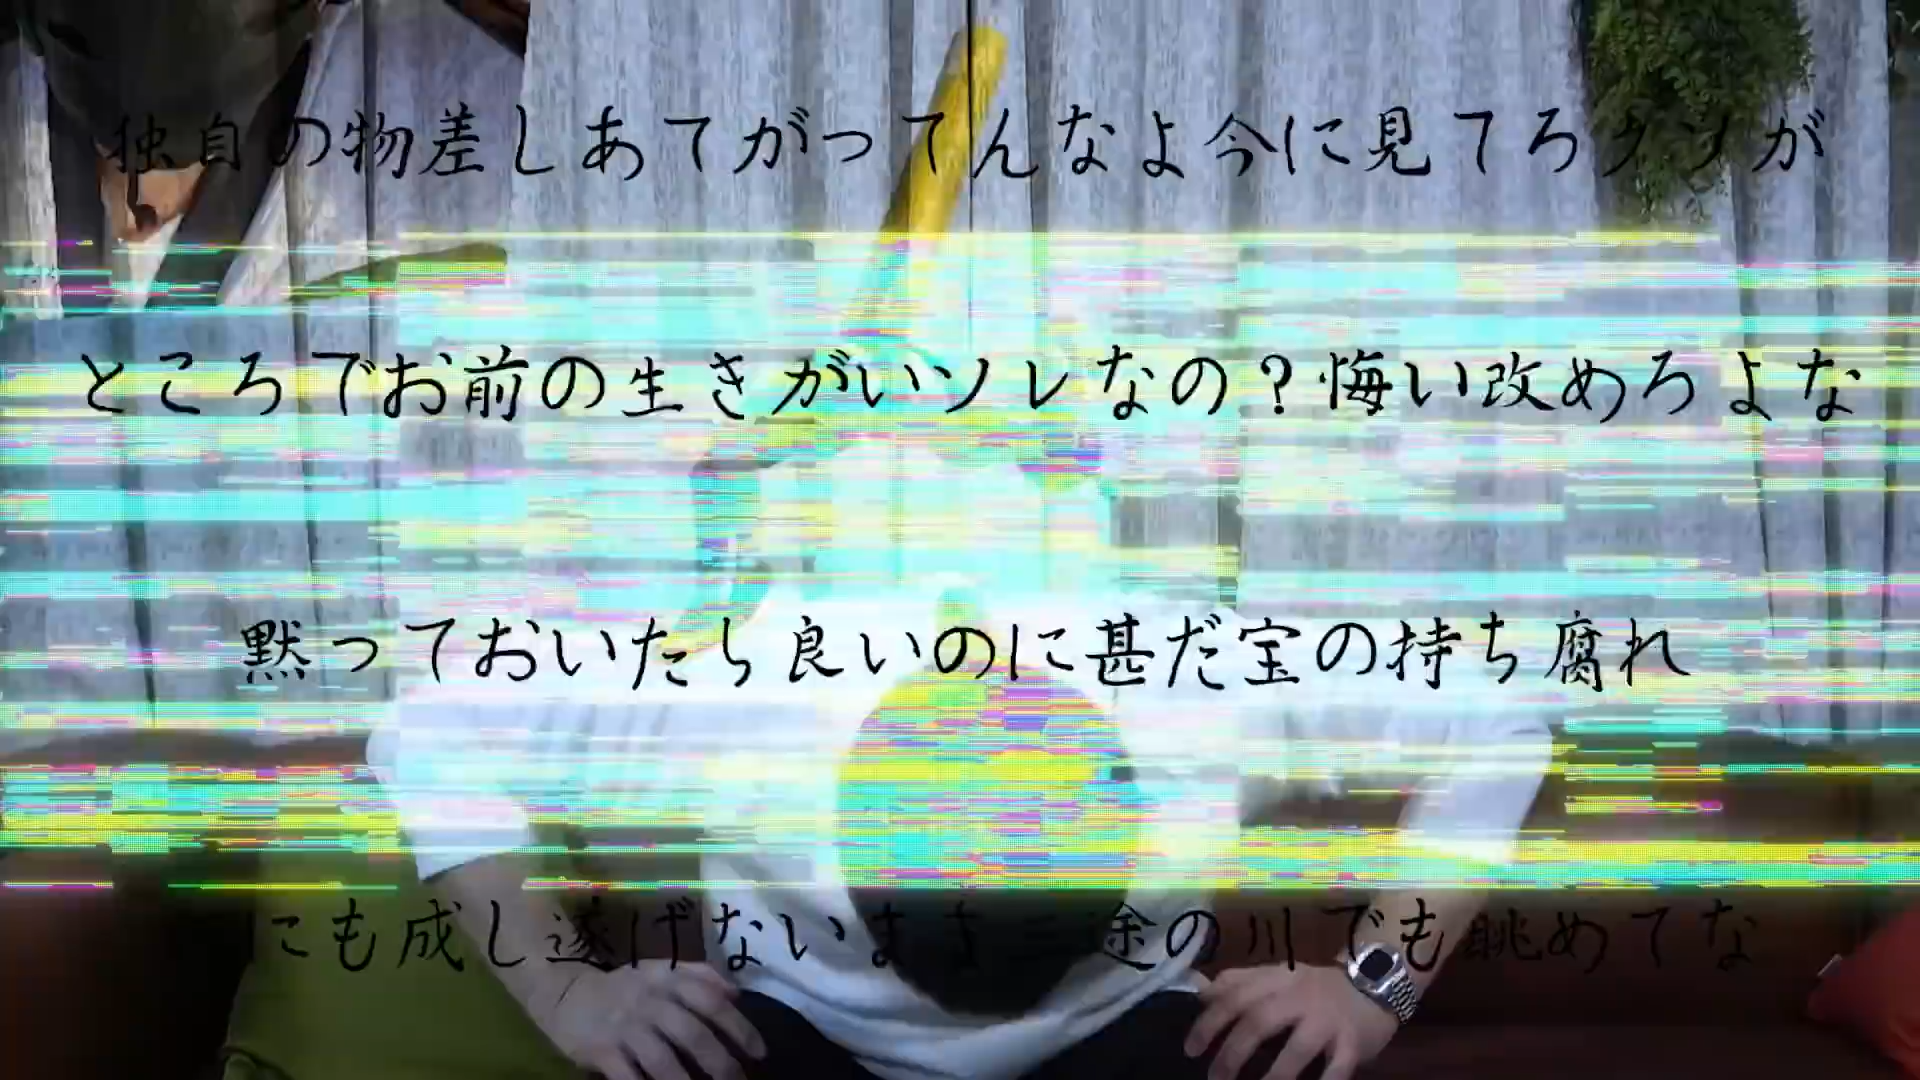 独自の物差しあてがってんなよ今に見てろクソが
ところでお前の生きがいソレなの？悔い改めろよな
黙っておいたら良いのに甚だ宝の持ち腐れ
にも成し遂げないまま三途の川でも眺めてな